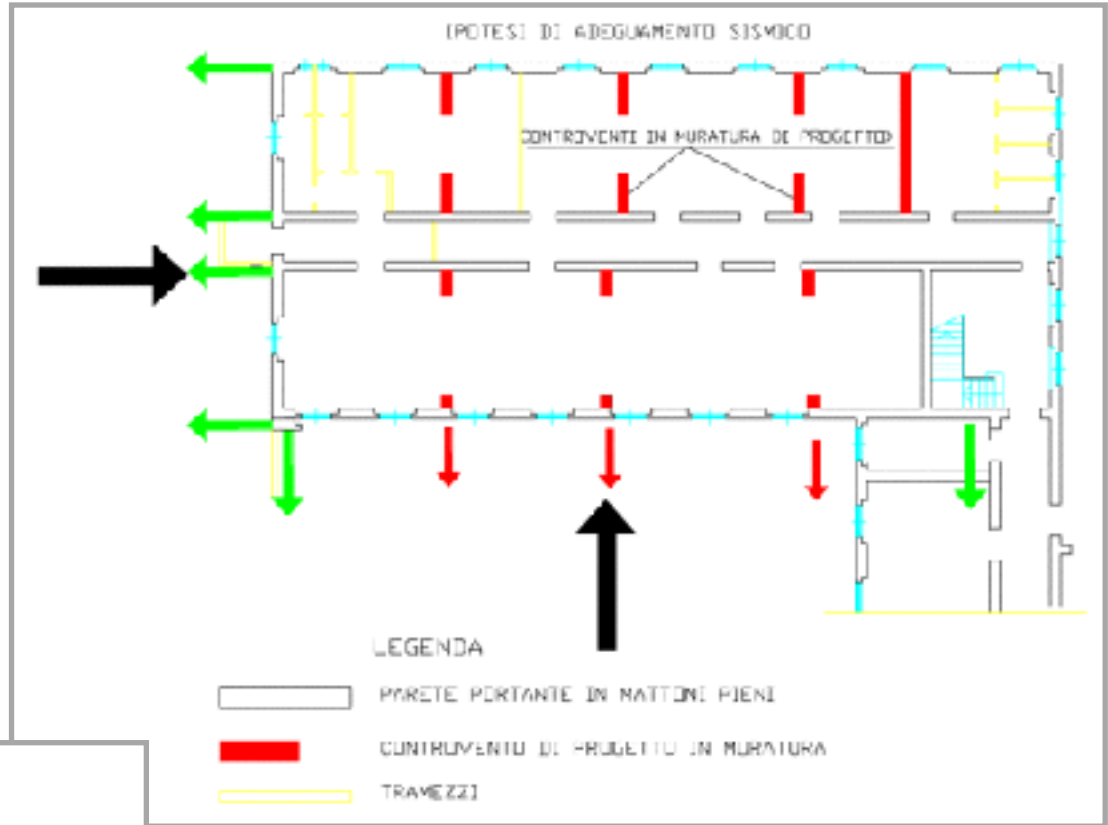 IPOTESI DI ADEGUAMENTO SISMICO
CONTROVENTI IN MURATURA DI PROGETTO
LEGENDA
PARETE PORTANTE IN MATTONI PIENI
CONTROVENTO DI PROGETTO IN MURATURA
TRAMEZZI